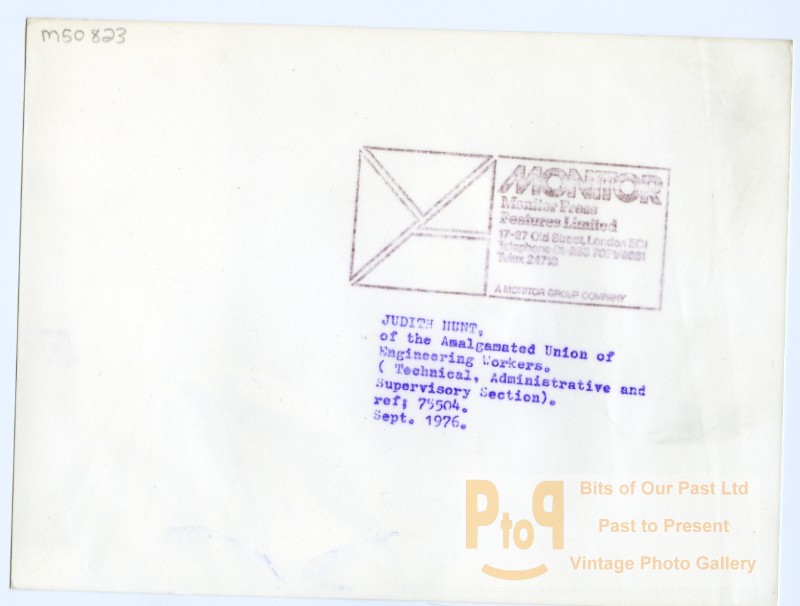 M50823
MONITOR
Monitor Press
Features Limited
17-27 Old Street, London EC1
Telephone 01-
Telex 24718
A MONITOR GROUP COMPANY
JUDITH HUNT,
of the Amalgamated Union of
Engineering Workers.
( Technical, Administrative and
Supervisory Section).
ref; 75504.
Sept. 1976.
PtoP
Bits of Our Past Ltd
Past to Present
Vintage Photo Gallery